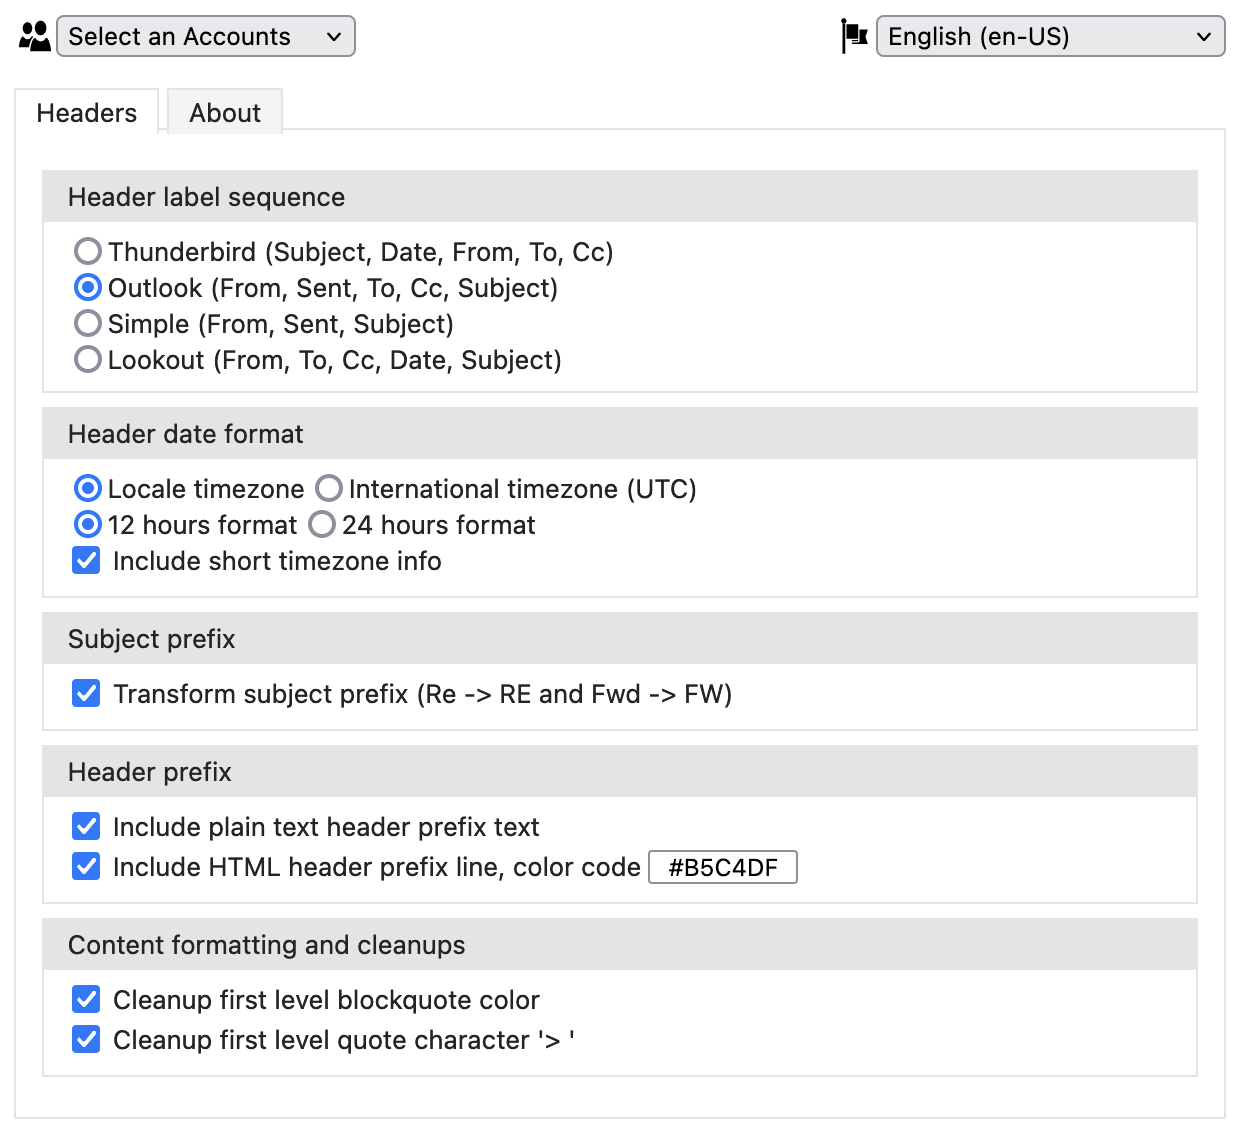 Select an Accounts
English (en-US)
Headers
About
Header label sequence
Thunderbird (Subject, Date, From, To, Cc)
Outlook (From, Sent, To, Cc, Subject)
Simple (From, Sent, Subject)
Lookout (From, To, Cc, Date, Subject)
Header date format
Locale timezone International timezone (UTC)
12 hours format 24 hours format
Include short timezone info
Subject prefix
Transform subject prefix (Re -> RE and Fwd -> FW)
Header prefix
Include plain text header prefix text
Include HTML header prefix line, color code #B5C4DF
Content formatting and cleanups
Cleanup first level blockquote color
Cleanup first level quote character '> '